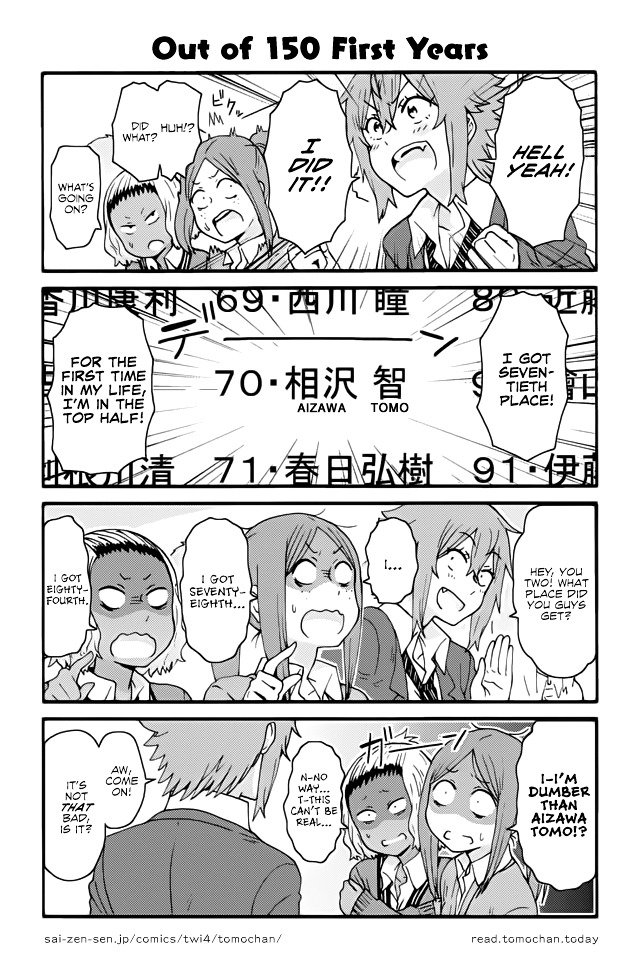 Out of 150 First Years
HELL
YEAH!
I
DID
IT!!
ビクッ
HUH!?
DID
WHAT?
WHAT'S
GOING
ON?
I GOT
SEVEN-
TIETH
PLACE!
デーーン
69・西川 瞳
70・相沢 智
AIZAWA TOMO
71・春日弘樹
91・伊藤
FOR THE
FIRST TIME
IN MY LIFE,
I'M IN THE
TOP HALF!
HEY, YOU
TWO! WHAT
PLACE DID
YOU GUYS
GET?
I...
I GOT
SEVENTY-
EIGHTH...
I GOT
EIGHTY-
FOURTH.
I-I'M
DUMBER
THAN
AIZAWA
TOMO!?
N-NO
WAY...
T-THIS
CAN'T BE
REAL...
AW,
COME
ON!
IT'S
NOT
THAT
BAD,
IS IT?
sai-zen-sen.jp/comics/twi4/tomochan/
read.tomochan.today